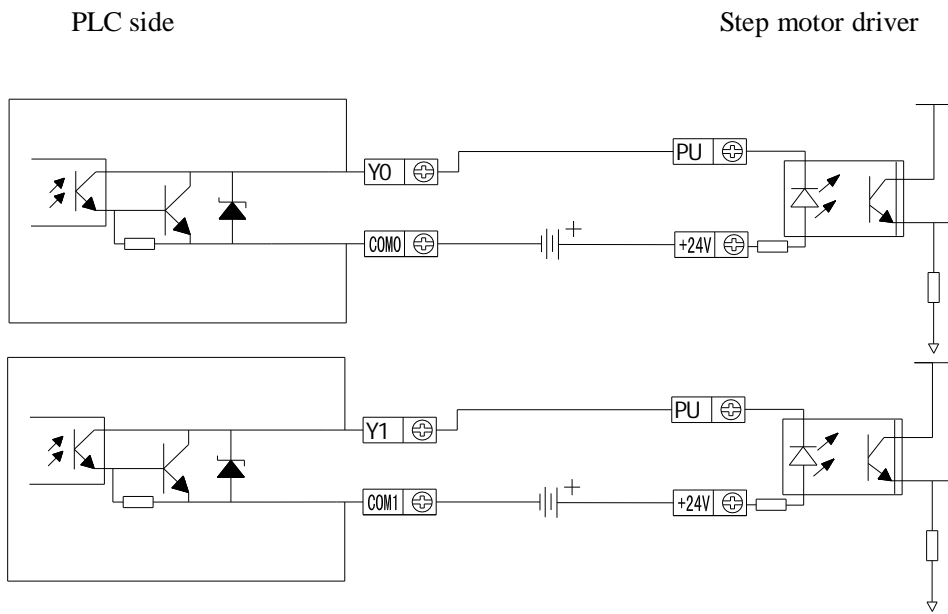 PLC side
Step motor driver
Y0
PU
COM0
+
+24V
Y1
PU
COM1
+
+24V